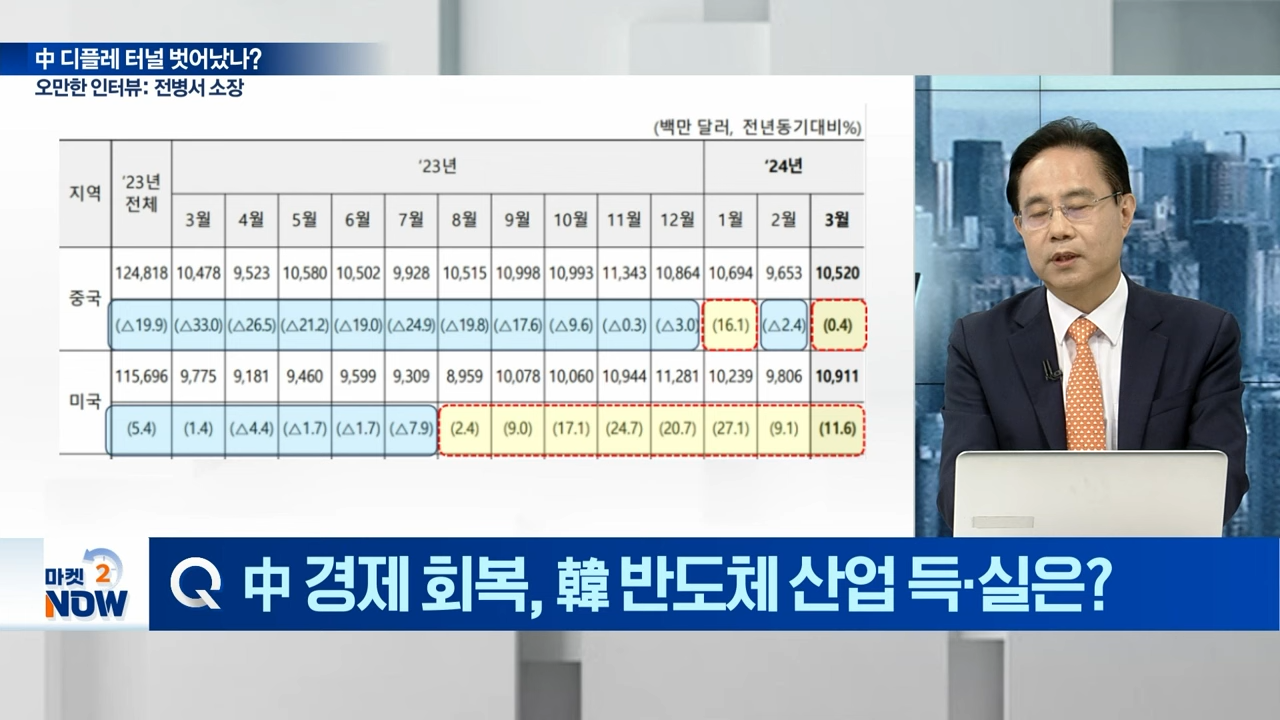 中 디플레 터널 벗어났나?
오만한 인터뷰: 전병서 소장
(백만 달러, 전년동기대비%)
지역 '23년 전체 '23년 '24년
3월 4월 5월 6월 7월 8월 9월 10월 11월 12월 1월 2월 3월
중국 124,818 10,478 9,523 10,580 10,502 9,928 10,515 10,998 10,993 11,343 10,864 10,694 9,653 10,520
(△19.9) (△33.0) (△26.5) (△21.2) (△19.0) (△24.9) (△19.8) (△17.6) (△9.6) (△0.3) (△3.0) (16.1) (△2.4) (0.4)
미국 115,696 9,775 9,181 9,460 9,599 9,309 8,959 10,078 10,060 10,944 11,281 10,239 9,806 10,911
(5.4) (1.4) (△4.4) (△1.7) (△1.7) (△7.9) (2.4) (9.0) (17.1) (24.7) (20.7) (27.1) (9.1) (11.6)
마켓 2
NOW
Q 中 경제 회복, 韓 반도체 산업 득·실은?